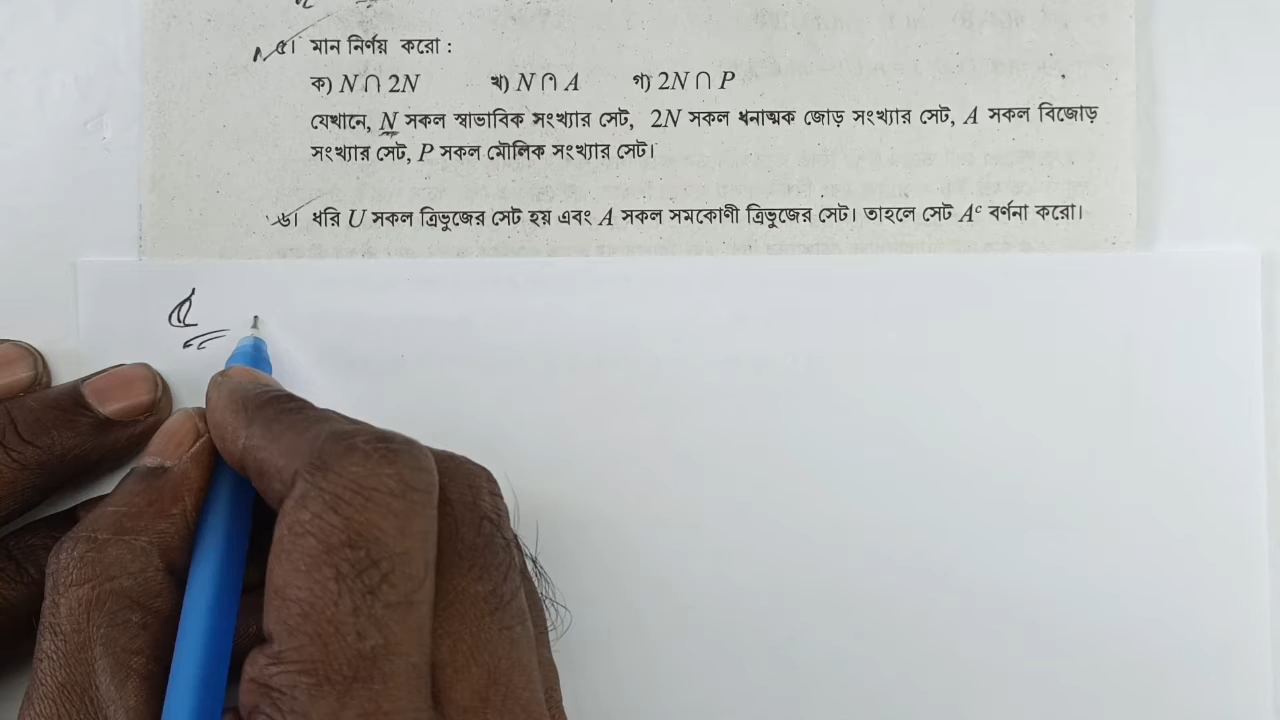 ৫। মান নির্ণয় করো :
ক) N ∩ 2N খ) N ∩ A গ) 2N ∩ P
যেখানে, N সকল স্বাভাবিক সংখ্যার সেট, 2N সকল ধনাত্মক জোড় সংখ্যার সেট, A সকল বিজোড়
সংখ্যার সেট, P সকল মৌলিক সংখ্যার সেট।
৬। ধরি U সকল ত্রিভুজের সেট হয় এবং A সকল সমকোণী ত্রিভুজের সেট। তাহলে সেট Aᶜ বর্ণনা করো।
৫